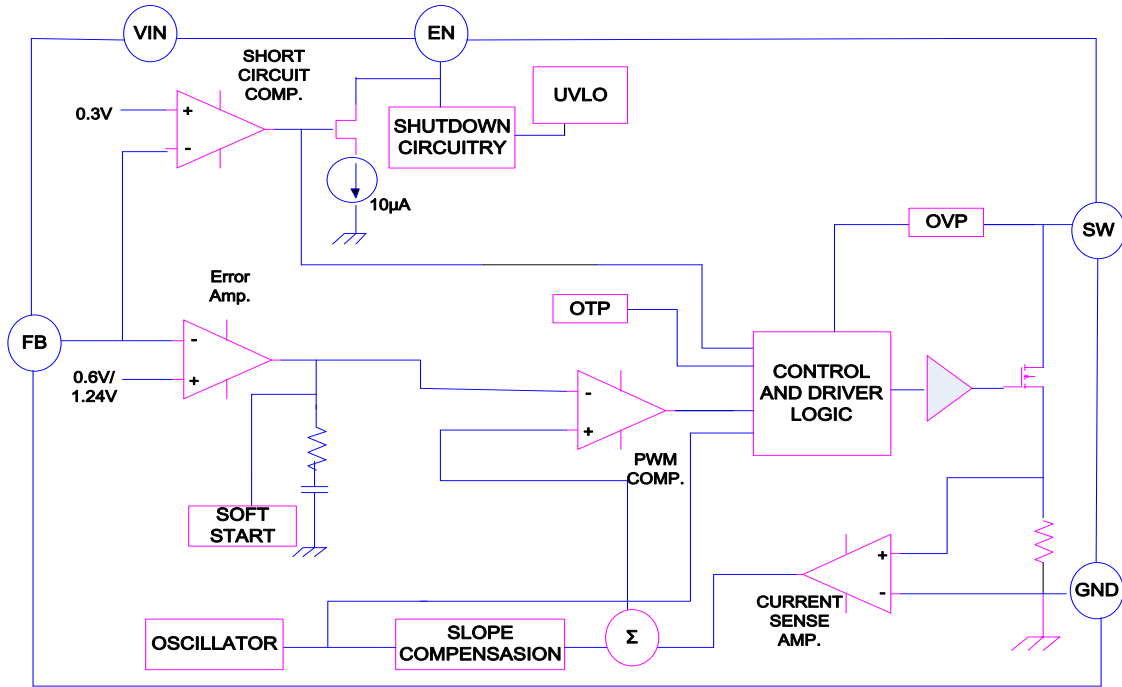 VIN
EN
SHORT
CIRCUIT
COMP.
UVLO
0.3V
+
-
SHUTDOWN
CIRCUITRY
10µA
OVP
SW
Error
Amp.
OTP
FB
-
+
0.6V/
1.24V
CONTROL
AND DRIVER
LOGIC
-
+
PWM
COMP.
SOFT
START
+
-
CURRENT
SENSE
AMP.
GND
OSCILLATOR
SLOPE
COMPENSASION
Σ